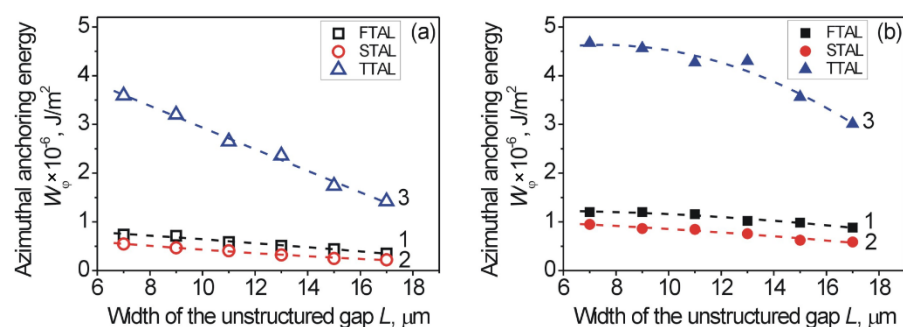 5
4
3
2
1
0
Azimuthal anchoring energy
Wφ×10⁻⁶, J/m²
FTAL
STAL
TTAL
(a)
3
1
2
6 8 10 12 14 16 18
Width of the unstructured gap L, μm
5
4
3
2
1
0
Azimuthal anchoring energy
Wφ×10⁻⁶, J/m²
FTAL
STAL
TTAL
(b)
3
1
2
6 8 10 12 14 16 18
Width of the unstructured gap L, μm